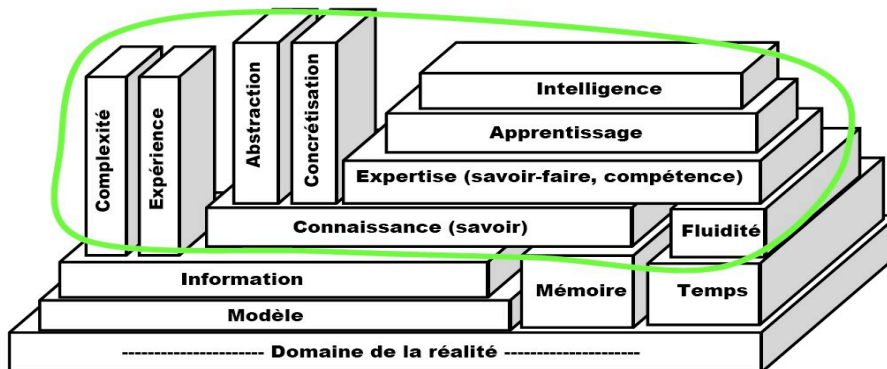 Complexité
Expérience
Abstraction
Concrétisation
Intelligence
Apprentissage
Expertise (savoir-faire, compétence)
Connaissance (savoir)
Fluidité
Information
Mémoire
Temps
Modèle
---------------------- Domaine de la réalité ---------------------